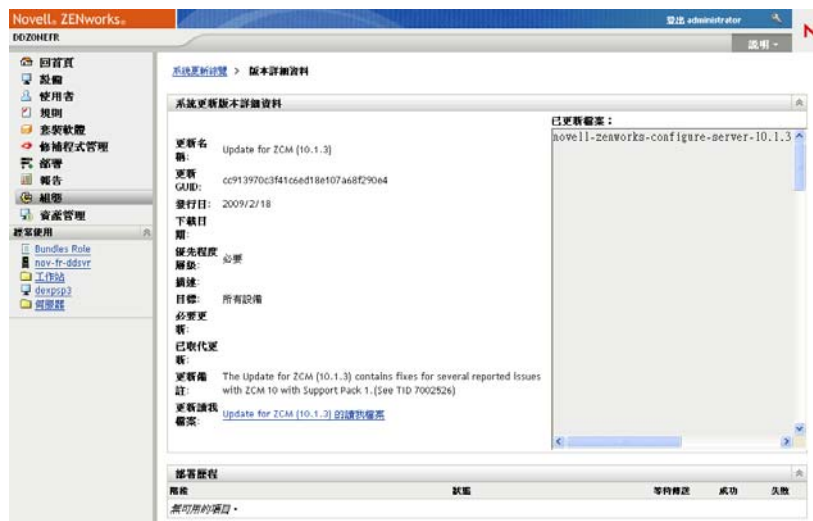 Novell® ZENworks®
登出 administrator
DDZONEFR
說明
回首頁
設備
使用者
規則
套裝軟體
修補程式管理
部署
報告
組態
資產管理
經常使用
Bundles Role
nov-fr-ddsvr
工作站
dexpsp3
伺服器
系統更新綜覽 > 版本詳細資料
系統更新版本詳細資料
更新名稱: Update for ZCM (10.1.3)
更新 GUID: cc913970c3f41c6ed18e107a68f290e4
發行日: 2009/2/18
下載日期:
優先程度層級: 必要
描述:
目標: 所有設備
必要更新:
已取代更新:
更新備註: The Update for ZCM (10.1.3) contains fixes for several reported issues with ZCM 10 with Support Pack 1.(See TID 7002526)
更新讀我檔案: Update for ZCM (10.1.3) 的讀我檔案
已更新檔案：
novell-zenworks-configure-server-10.1.3
部署歷程
階段 狀態 等待傳送 成功 失敗
無可用的項目。